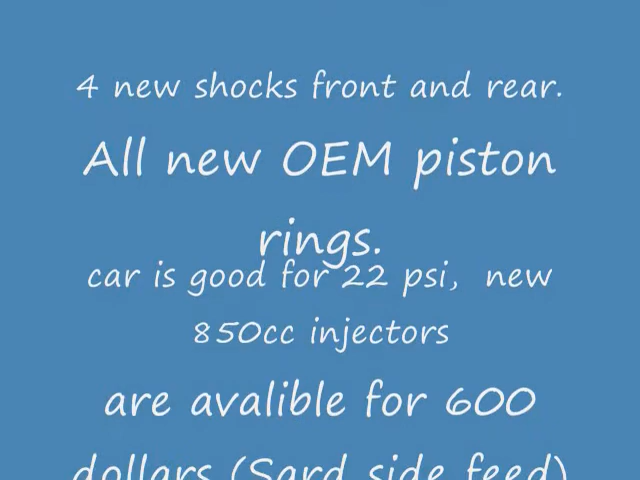 4 new shocks front and rear.
All new OEM piston
rings.
car is good for 22 psi,  new
850cc injectors
are avalible for 600
dollars (Sard side feed)